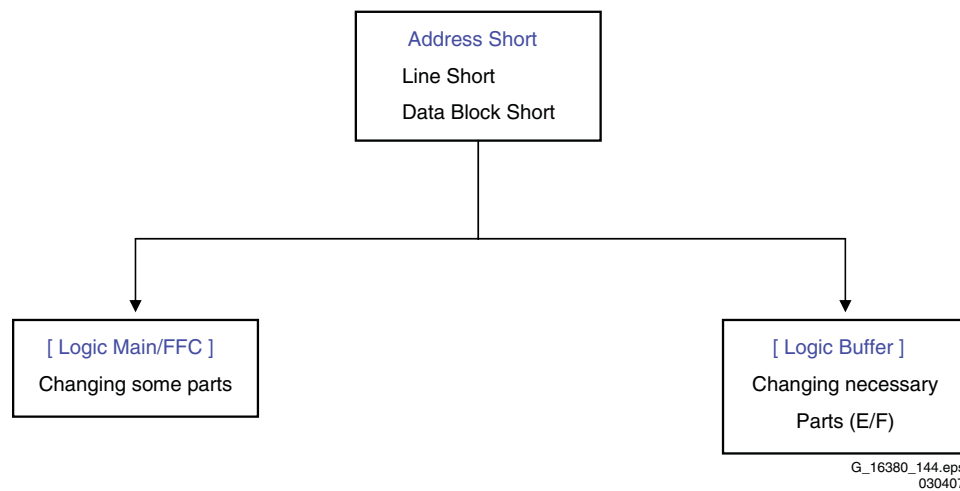 Address Short
Line Short
Data Block Short
[ Logic Main/FFC ]
Changing some parts
[ Logic Buffer ]
Changing necessary
Parts (E/F)
G_16380_144.eps
030407